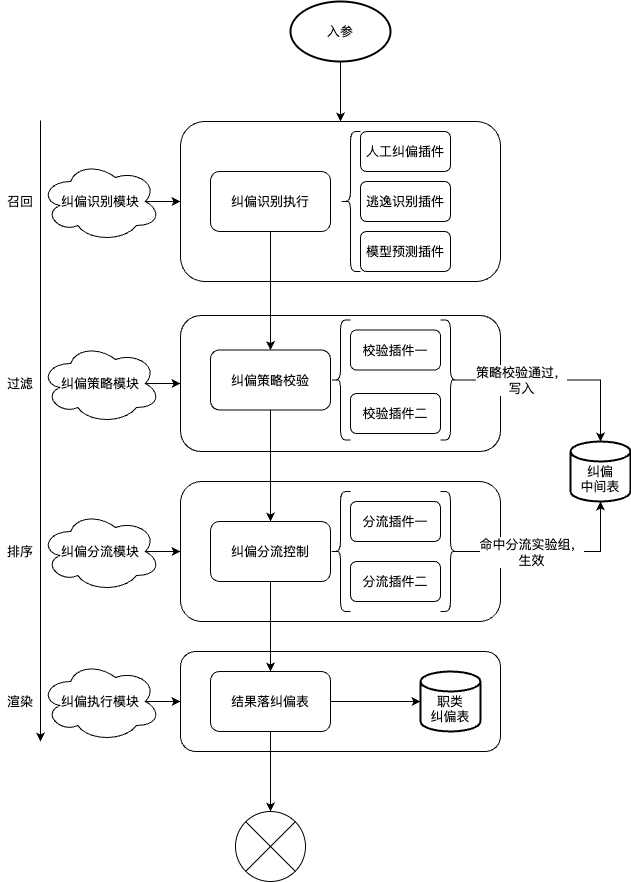 入参
召回
纠偏识别模块
纠偏识别执行
人工纠偏插件
逃逸识别插件
模型预测插件
过滤
纠偏策略模块
纠偏策略校验
校验插件一
校验插件二
策略校验通过，
写入
纠偏
中间表
排序
纠偏分流模块
纠偏分流控制
分流插件一
分流插件二
命中分流实验组，
生效
渲染
纠偏执行模块
结果落纠偏表
职类
纠偏表